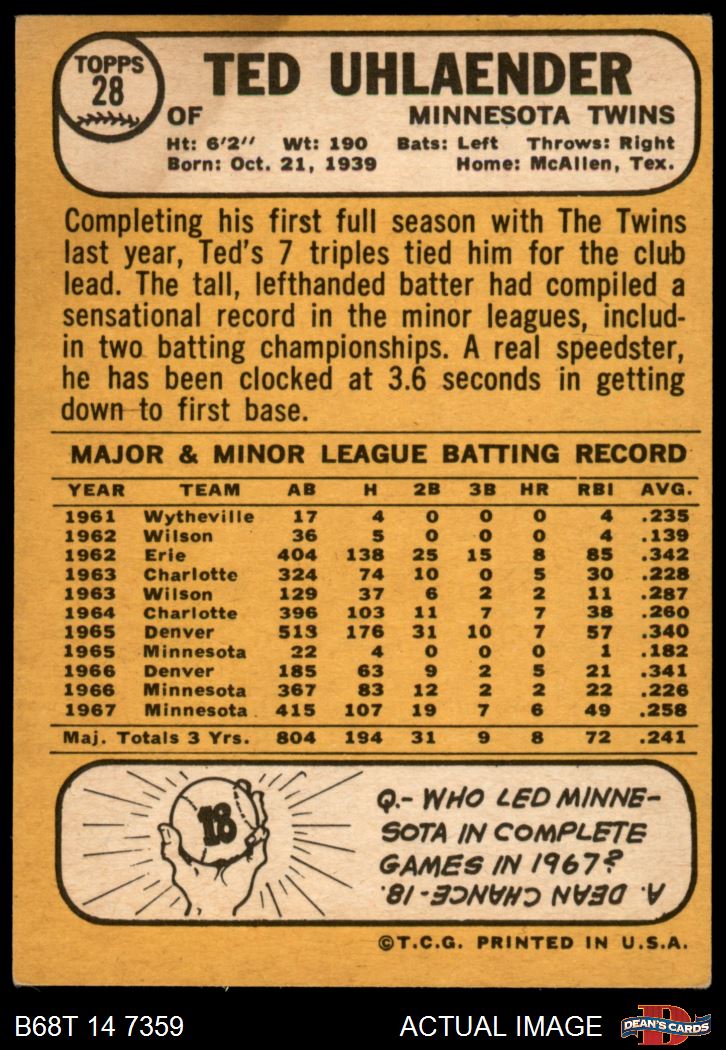 TOPPS
28
TED UHLAENDER
OF MINNESOTA TWINS
Ht: 6'2" Wt: 190 Bats: Left Throws: Right
Born: Oct. 21, 1939 Home: McAllen, Tex.
Completing his first full season with The Twins
last year, Ted's 7 triples tied him for the club
lead. The tall, lefthanded batter had compiled a
sensational record in the minor leagues, includ-
in two batting championships. A real speedster,
he has been clocked at 3.6 seconds in getting
down to first base.
MAJOR & MINOR LEAGUE BATTING RECORD
YEAR TEAM AB H 2B 3B HR RBI AVG.
1961 Wytheville 17 4 0 0 0 4 .235
1962 Wilson 36 5 0 0 0 4 .139
1962 Erie 404 138 25 15 8 85 .342
1963 Charlotte 324 74 10 0 5 30 .228
1963 Wilson 129 37 6 2 2 11 .287
1964 Charlotte 396 103 11 7 7 38 .260
1965 Denver 513 176 31 10 7 57 .340
1965 Minnesota 22 4 0 0 0 1 .182
1966 Denver 185 63 9 2 5 21 .341
1966 Minnesota 367 83 12 2 2 22 .226
1967 Minnesota 415 107 19 7 6 49 .258
Maj. Totals 3 Yrs. 804 194 31 9 8 72 .241
18
Q.- WHO LED MINNE-
SOTA IN COMPLETE
GAMES IN 1967?
A. DEAN CHANCE-18.
©T.C.G. PRINTED IN U.S.A.
B68T 14 7359 ACTUAL IMAGE
D
DEAN'S CARDS